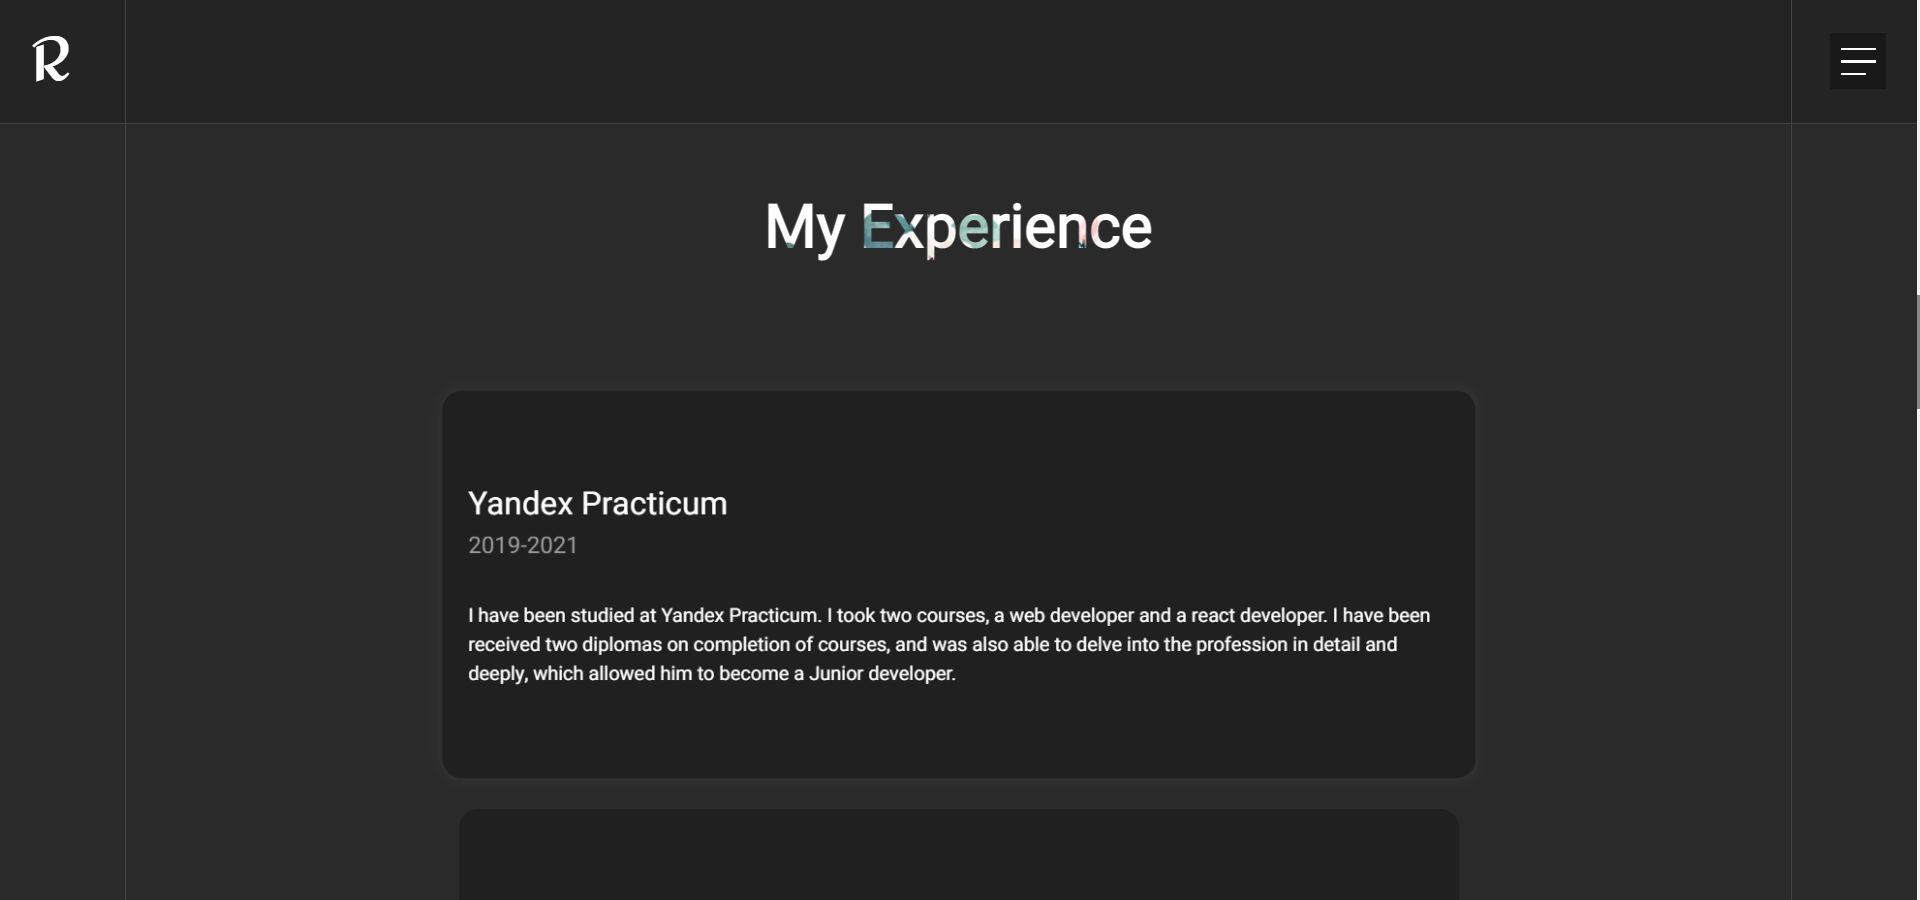 R
My Experience
Yandex Practicum
2019-2021
I have been studied at Yandex Practicum. I took two courses, a web developer and a react developer. I have been
received two diplomas on completion of courses, and was also able to delve into the profession in detail and
deeply, which allowed him to become a Junior developer.